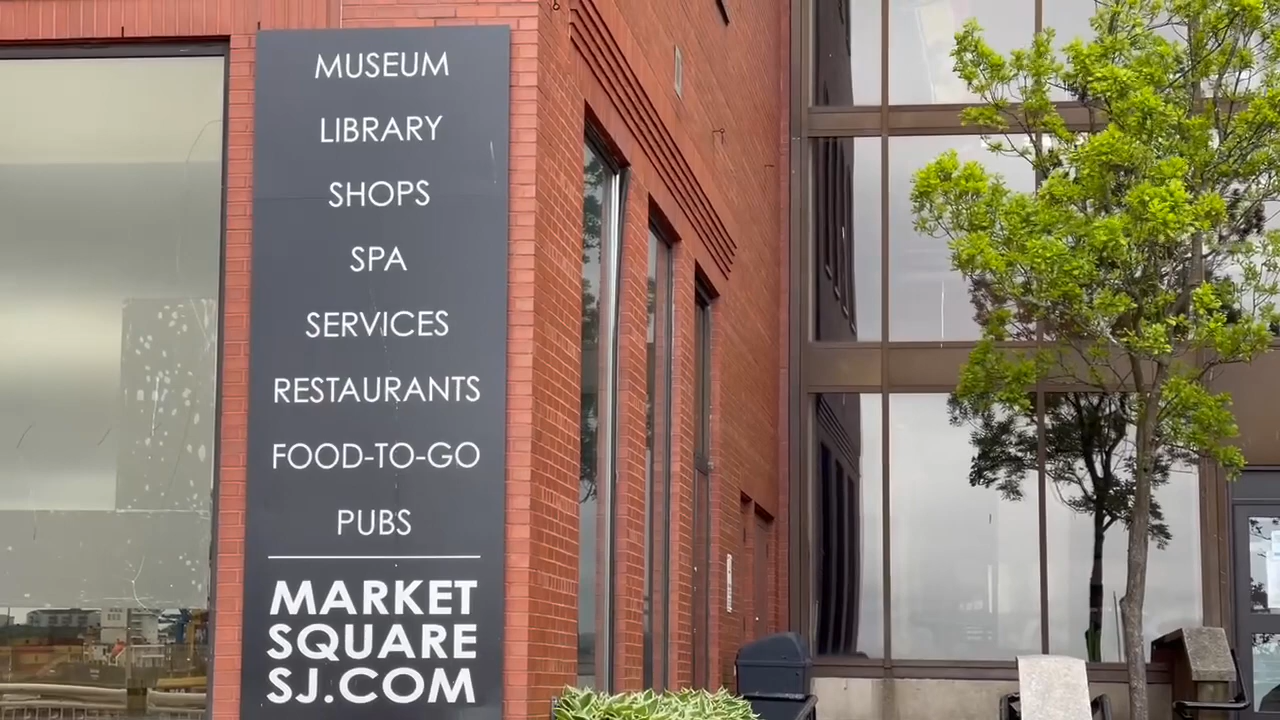 MUSEUM
LIBRARY
SHOPS
SPA
SERVICES
RESTAURANTS
FOOD-TO-GO
PUBS
MARKET
SQUARE
SJ.COM